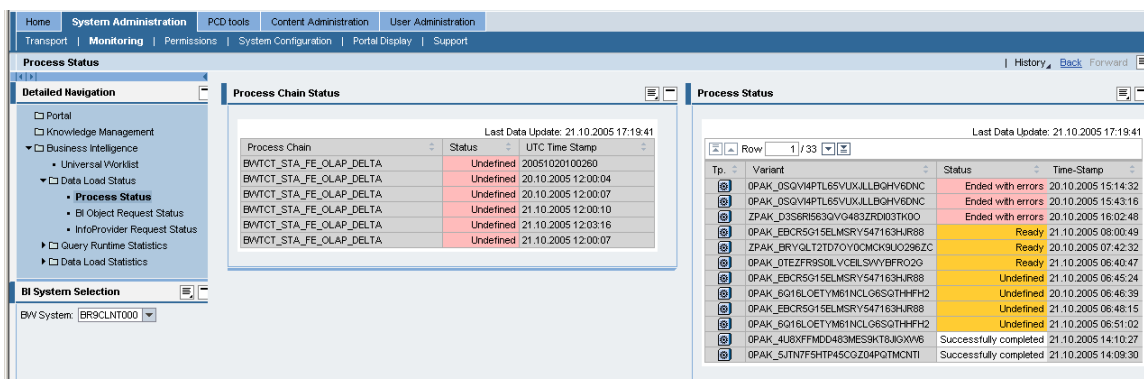 Home System Administration PCD tools Content Administration User Administration
Transport | Monitoring | Permissions | System Configuration | Portal Display | Support
Process Status | History Back Forward
Detailed Navigation
Portal
Knowledge Management
Business Intelligence
Universal Worklist
Data Load Status
Process Status
BI Object Request Status
InfoProvider Request Status
Query Runtime Statistics
Data Load Statistics
BI System Selection
BW System: BR9CLNT000
Process Chain Status
Last Data Update: 21.10.2005 17:19:41
Process Chain Status UTC Time Stamp
BWTCT_STA_FE_OLAP_DELTA Undefined 20051020100260
BWTCT_STA_FE_OLAP_DELTA Undefined 20.10.2005 12:00:04
BWTCT_STA_FE_OLAP_DELTA Undefined 20.10.2005 12:00:07
BWTCT_STA_FE_OLAP_DELTA Undefined 21.10.2005 12:00:10
BWTCT_STA_FE_OLAP_DELTA Undefined 21.10.2005 12:03:16
BWTCT_STA_FE_OLAP_DELTA Undefined 21.10.2005 12:00:07
Process Status
Last Data Update: 21.10.2005 17:19:41
Row 1 / 33
Tp. Variant Status Time-Stamp
0PAK_0SQVI4PTL65VUXJLLBQHV6DNC Ended with errors 20.10.2005 15:14:32
0PAK_0SQVI4PTL65VUXJLLBQHV6DNC Ended with errors 20.10.2005 15:43:16
ZPAK_D3S6RI563QVG483ZRDI03TK0O Ended with errors 20.10.2005 16:02:48
0PAK_EBCR5G15ELMSRY547163HJR88 Ready 21.10.2005 08:00:49
ZPAK_BRYGLT2TD7OY0CMCK9UO296ZC Ready 20.10.2005 07:42:32
0PAK_0TEZFR9S0ILVCEILSWYBFRO2G Ready 21.10.2005 06:40:47
0PAK_EBCR5G15ELMSRY547163HJR88 Undefined 21.10.2005 06:45:24
0PAK_6Q16LOETYM61NCLG6SQTHHFH2 Undefined 20.10.2005 06:46:39
0PAK_EBCR5G15ELMSRY547163HJR88 Undefined 21.10.2005 06:48:15
0PAK_6Q16LOETYM61NCLG6SQTHHFH2 Undefined 21.10.2005 06:51:02
0PAK_4U8XFFMDD483MES9KT8JIGXW6 Successfully completed 21.10.2005 14:10:27
0PAK_5JTN7F5HTP45CGZ04PQTMCNTI Successfully completed 21.10.2005 14:09:30